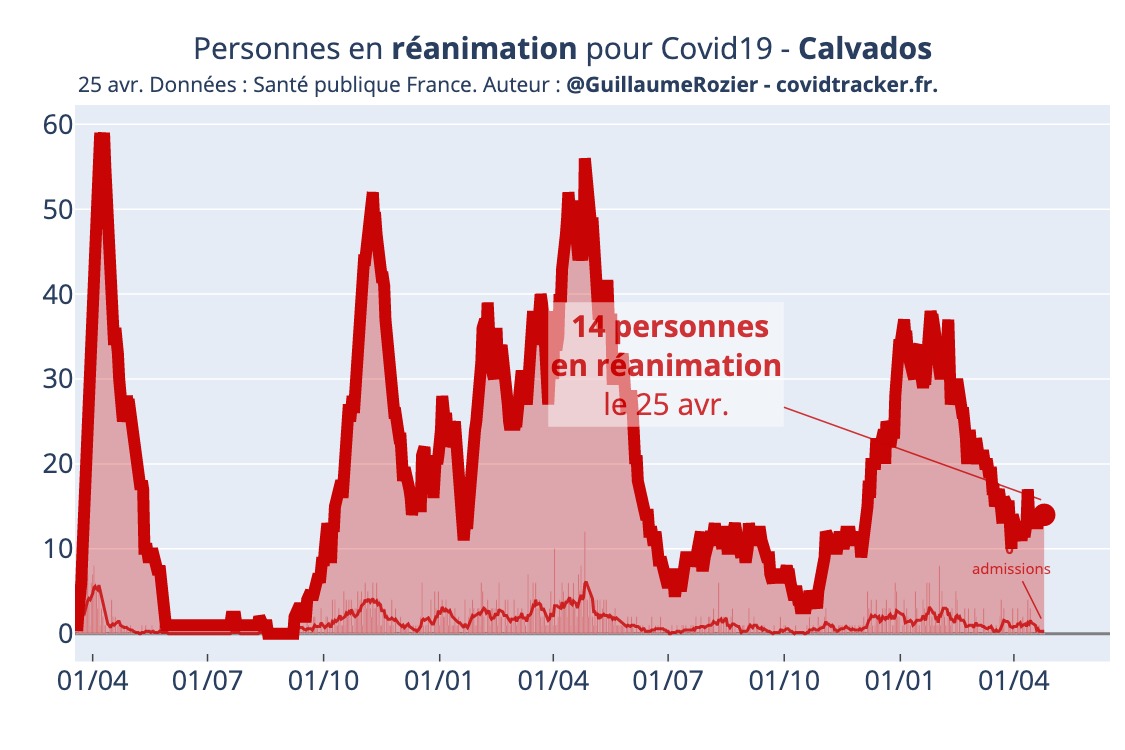 Personnes en réanimation pour Covid19 - Calvados
25 avr. Données : Santé publique France. Auteur : @GuillaumeRozier - covidtracker.fr.
60
50
40
30
20
10
0
14 personnes
en réanimation
le 25 avr.
admissions
01/04
01/07
01/10
01/01
01/04
01/07
01/10
01/01
01/04